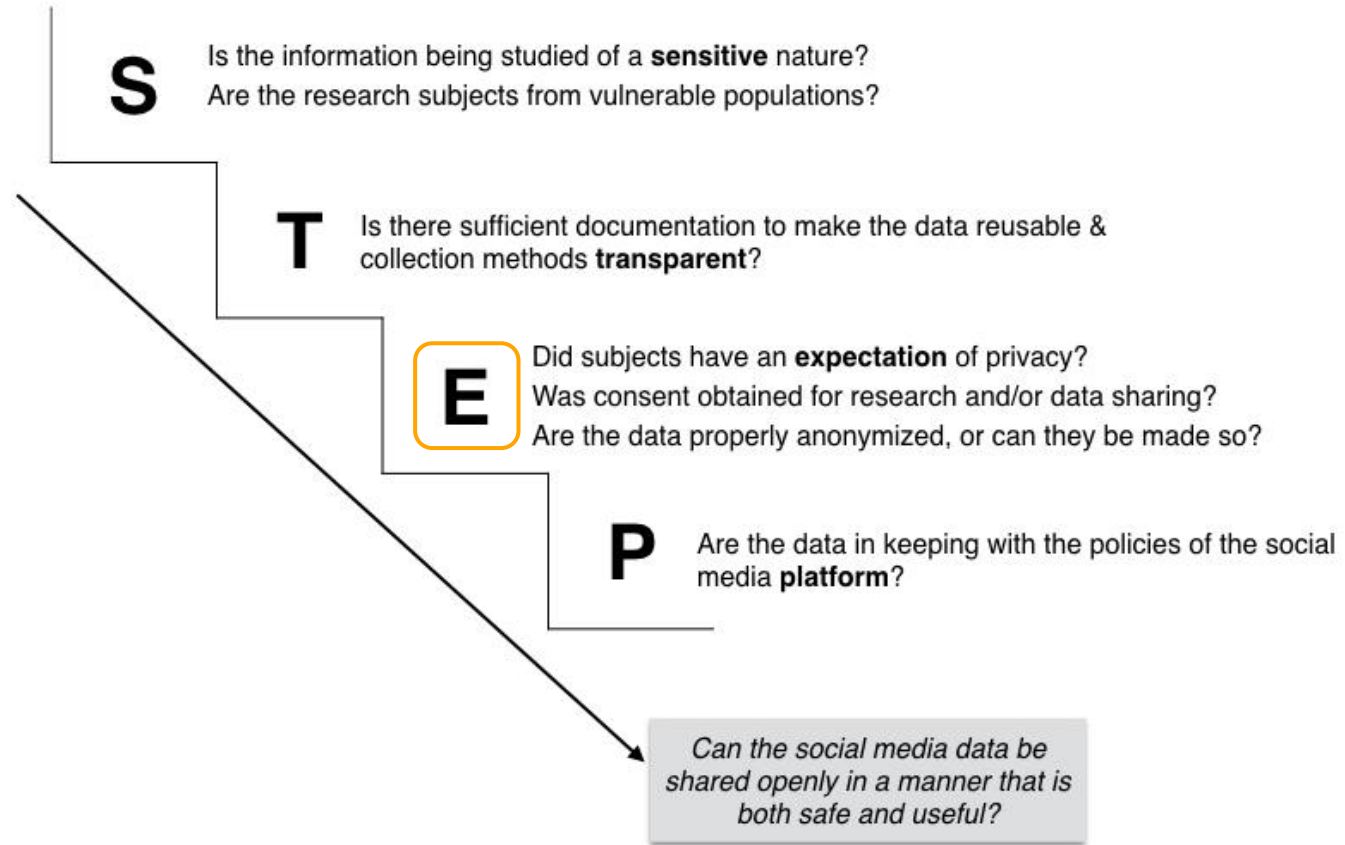 S
Is the information being studied of a sensitive nature?
Are the research subjects from vulnerable populations?
T
Is there sufficient documentation to make the data reusable &
collection methods transparent?
E
Did subjects have an expectation of privacy?
Was consent obtained for research and/or data sharing?
Are the data properly anonymized, or can they be made so?
P
Are the data in keeping with the policies of the social
media platform?
Can the social media data be
shared openly in a manner that is
both safe and useful?